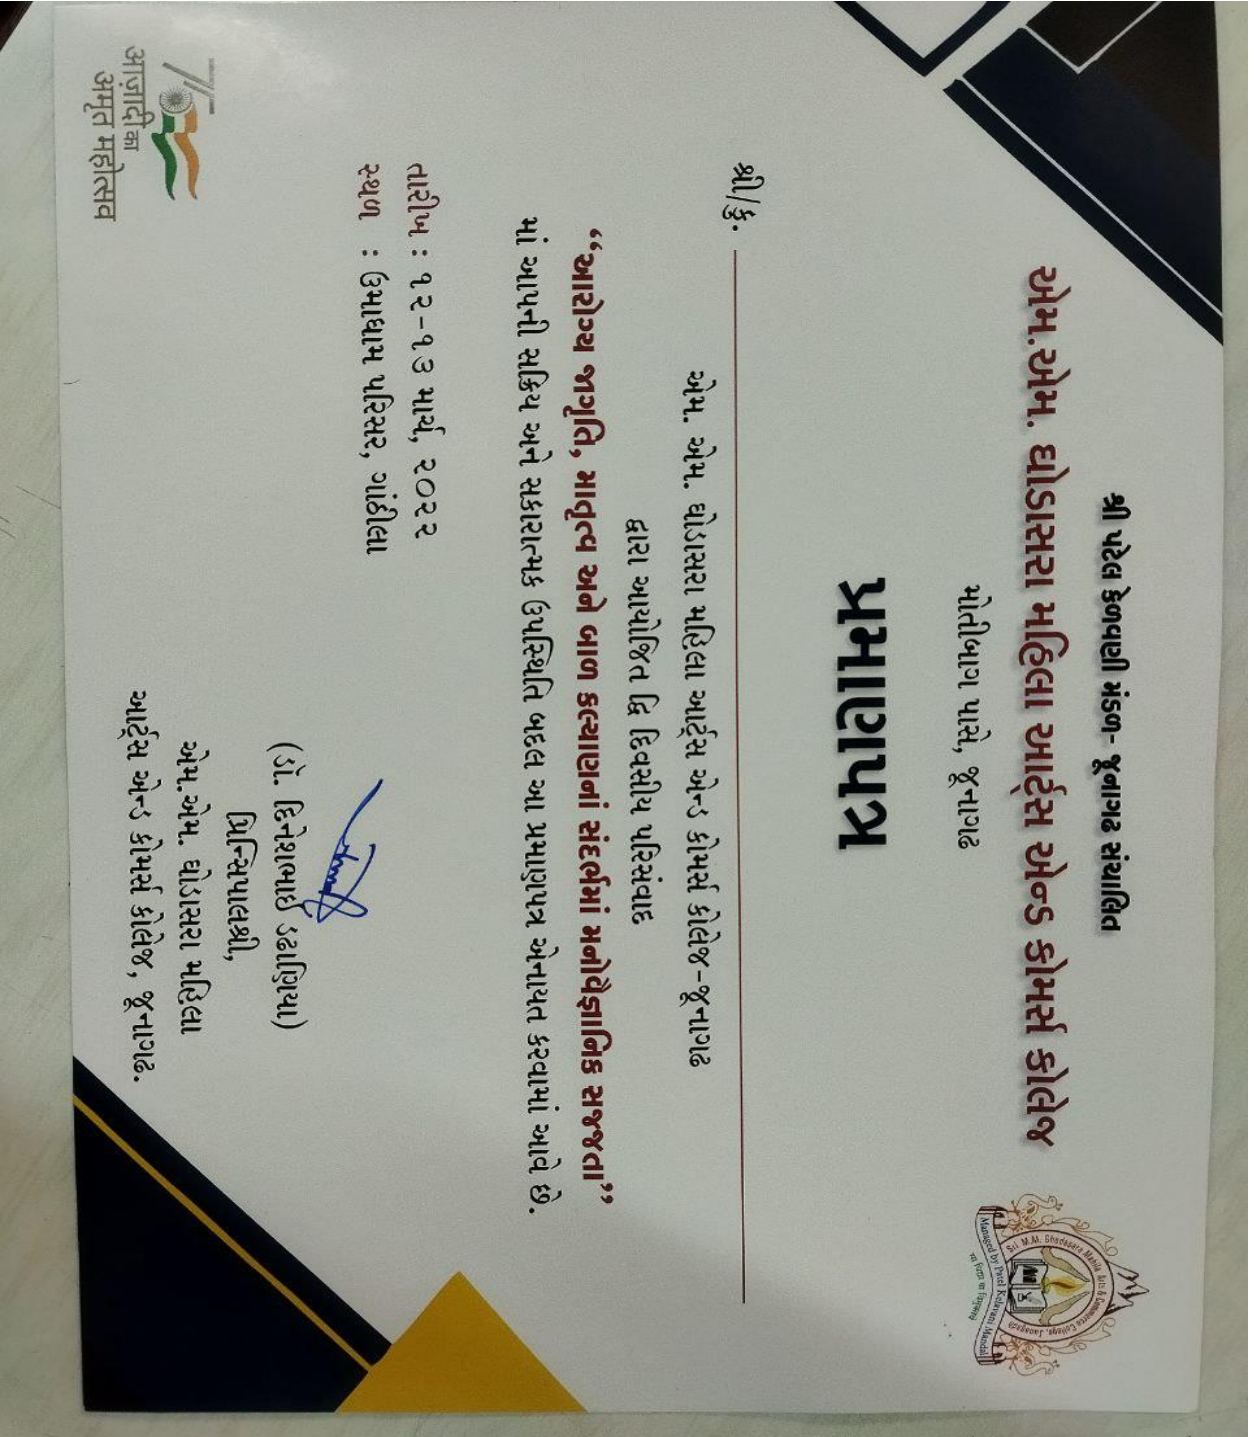 શ્રી પટેલ કેળવણી મંડળ- જૂનાગઢ સંચાલિત
એમ.એમ. ઘોડાસરા મહિલા આર્ટ્સ એન્ડ કોમર્સ કોલેજ
મોતીબાગ પાસે, જૂનાગઢ
Sri M.M. Ghodasara Mahila Arts & Commerce College, Junagadh
Managed by Patel Kelavani Mandal
सा विद्या या विमुक्तये
પ્રમાણપત્ર
શ્રી/કુ.
એમ. એમ. ઘોડાસરા મહિલા આર્ટ્સ એન્ડ કોમર્સ કોલેજ-જૂનાગઢ
દ્વારા આયોજિત દ્વિ દિવસીય પરિસંવાદ
“આરોગ્ય જાગૃતિ, માતૃત્વ અને બાળ કલ્યાણનાં સંદર્ભમાં મનોવૈજ્ઞાનિક સજ્જતા”
માં આપની સક્રિય અને સકારાત્મક ઉપસ્થિતિ બદલ આ પ્રમાણપત્ર એનાયત કરવામાં આવે છે.
તારીખ : ૧૨-૧૩ માર્ચ, ૨૦૨૨
સ્થળ : ઉમાધામ પરિસર, ગાંઠીલા
(ડૉ. દિનેશભાઈ ડઢાણિયા)
પ્રિન્સિપાલશ્રી,
એમ.એમ. ઘોડાસરા મહિલા
આર્ટ્સ એન્ડ કોમર્સ કોલેજ, જૂનાગઢ.
75
आज़ादी का
अमृत महोत्सव